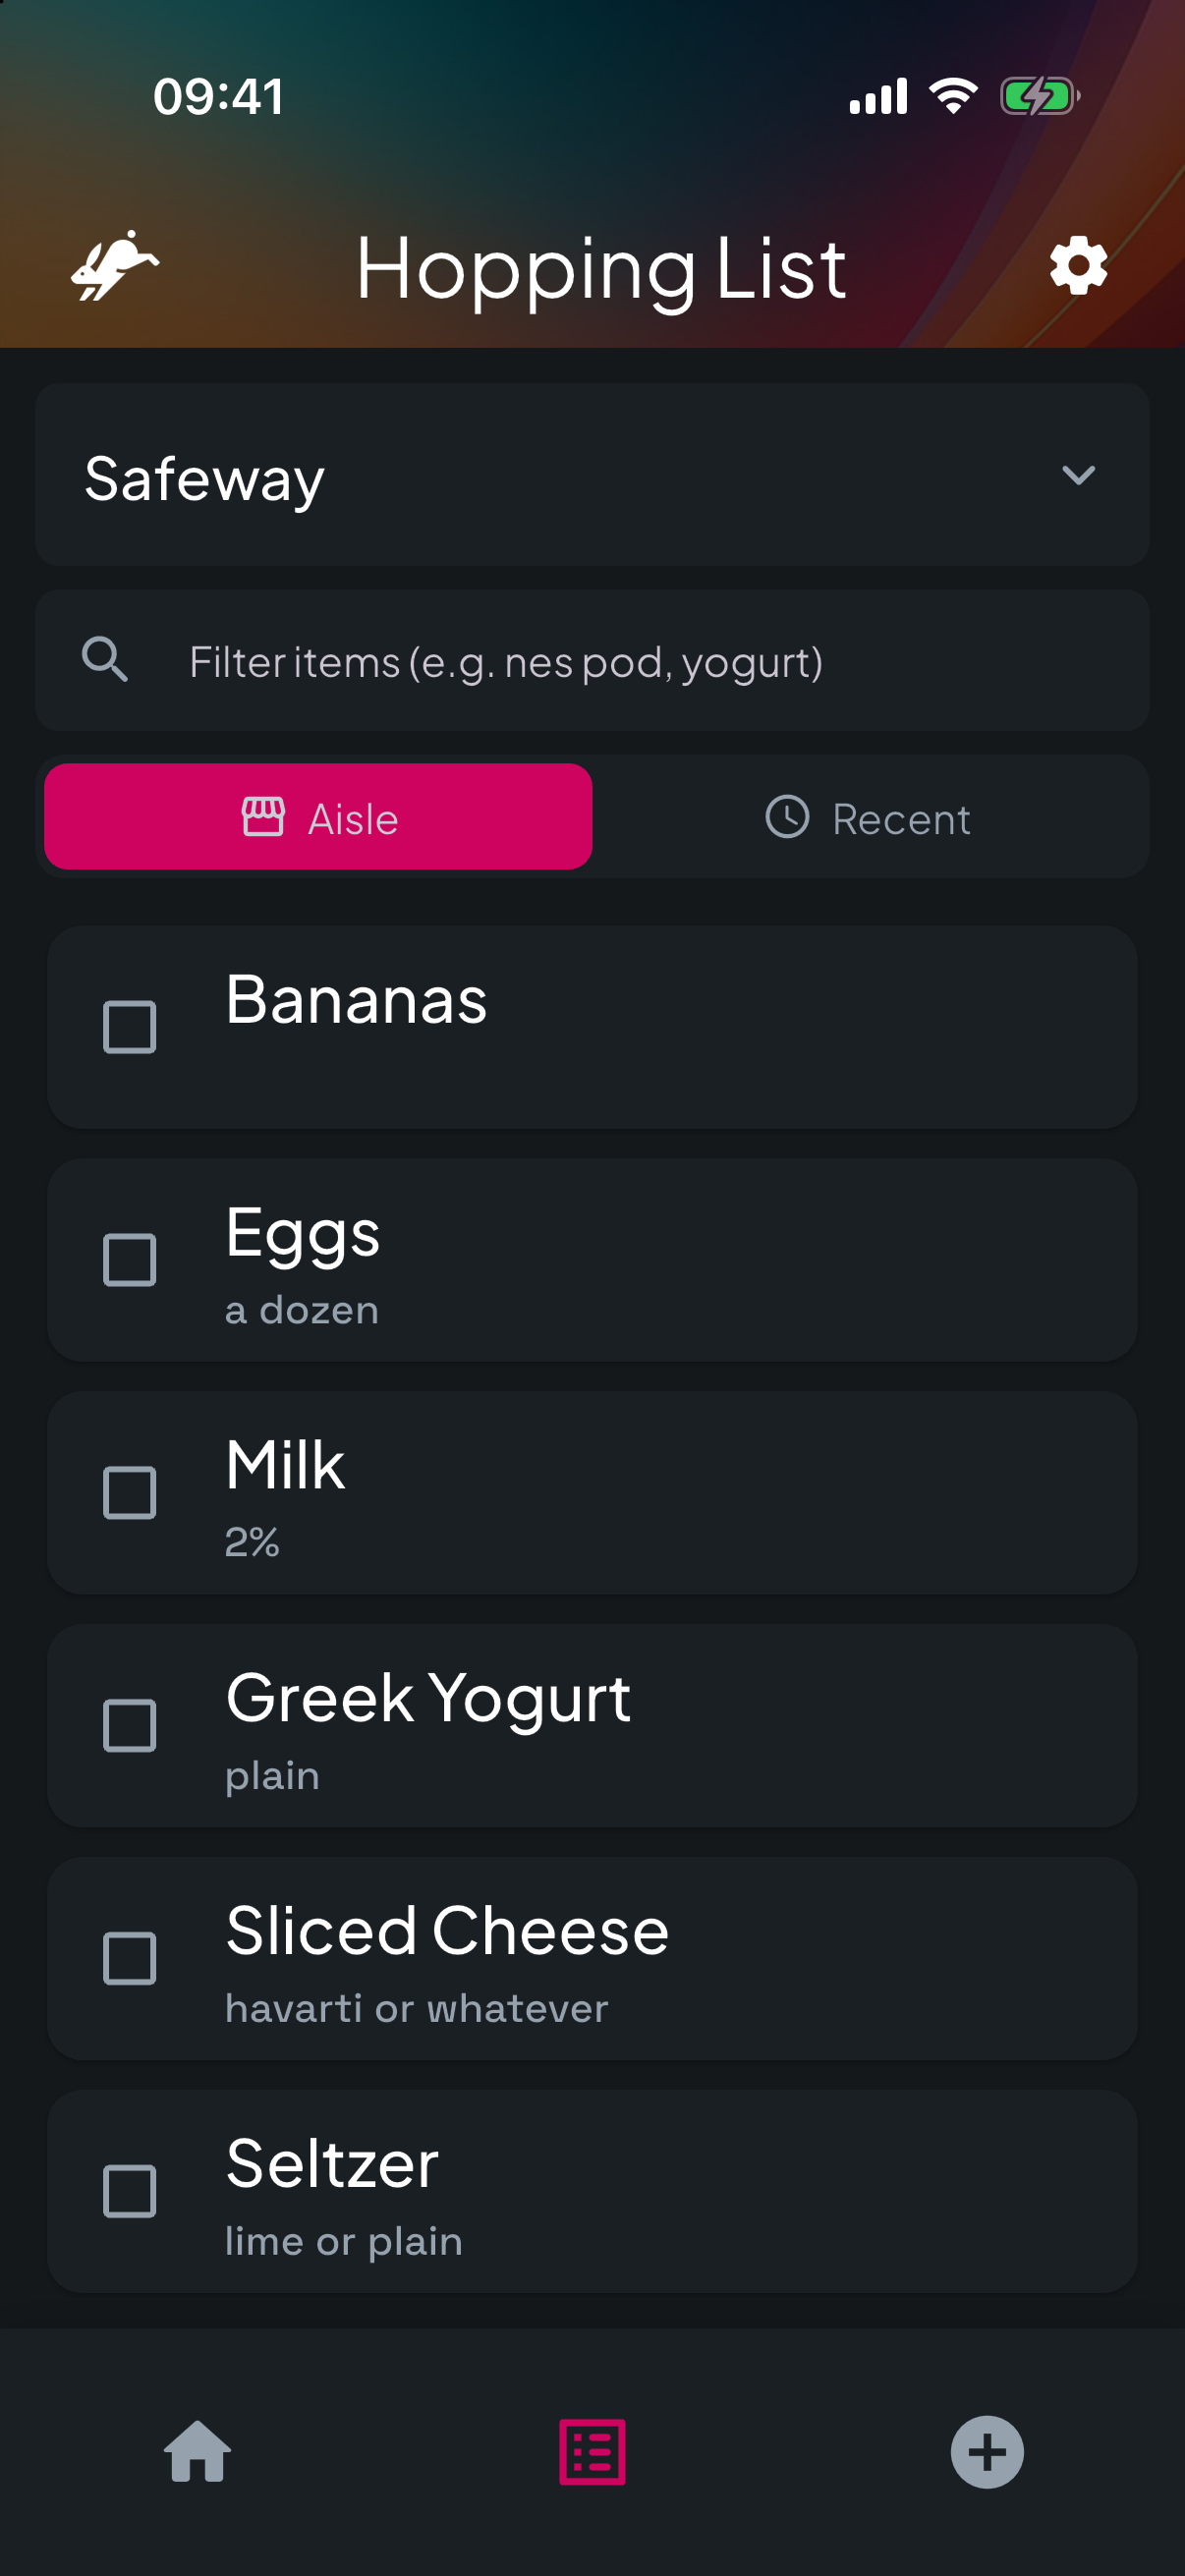 09:41
Hopping List
Safeway
Filter items (e.g. nes pod, yogurt)
Aisle
Recent
Bananas
Eggs
a dozen
Milk
2%
Greek Yogurt
plain
Sliced Cheese
havarti or whatever
Seltzer
lime or plain